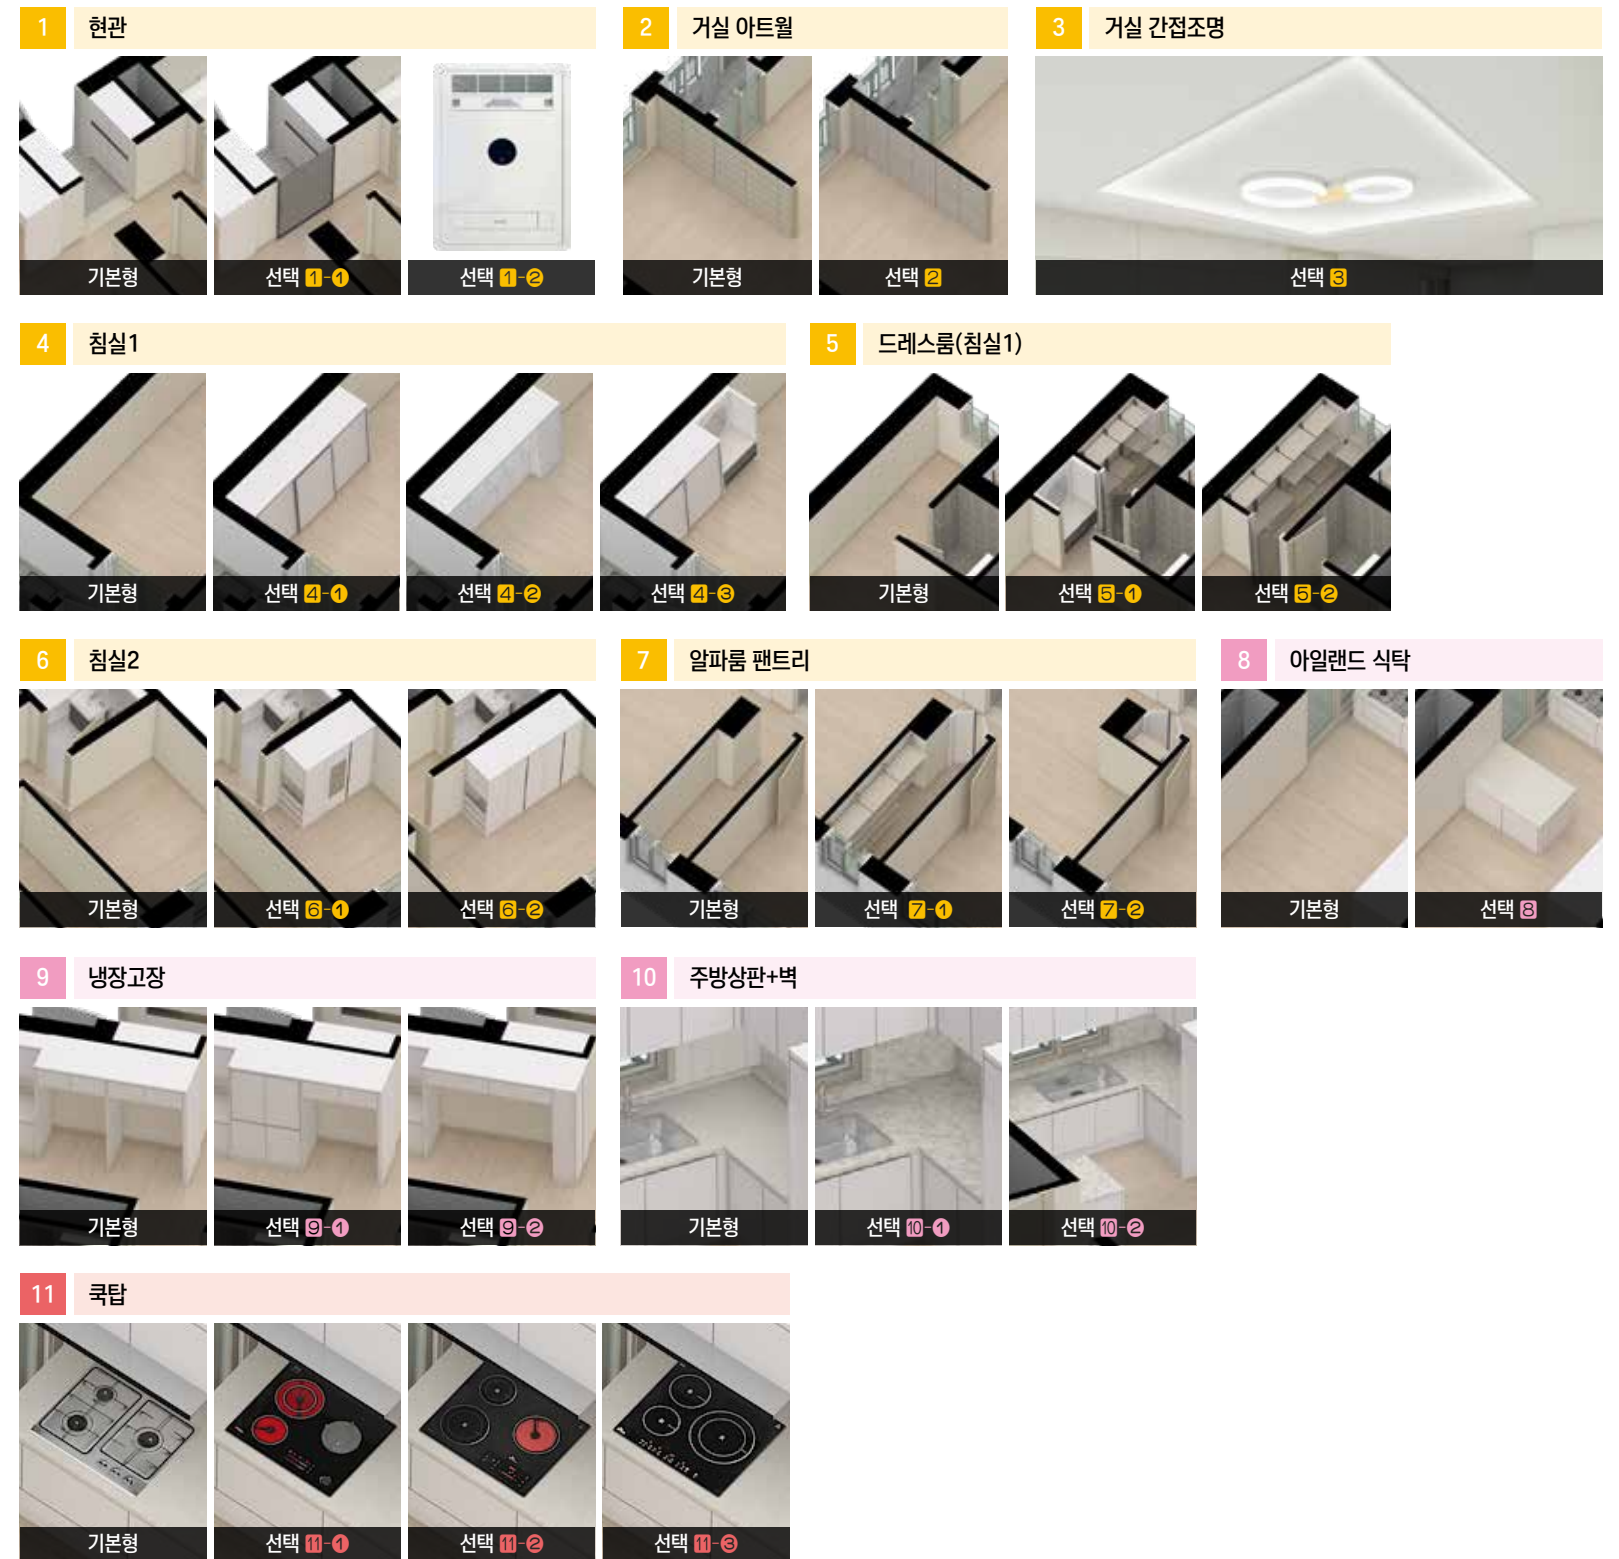 1 현관
2 거실 아트월
3 거실 간접조명
기본형
선택 1-1
선택 1-2
기본형
선택 2
선택 3
4 침실1
5 드레스룸(침실1)
기본형
선택 4-1
선택 4-2
선택 4-3
기본형
선택 5-1
선택 5-2
6 침실2
7 알파룸 팬트리
8 아일랜드 식탁
기본형
선택 6-1
선택 6-2
기본형
선택 7-1
선택 7-2
기본형
선택 8
9 냉장고장
10 주방상판+벽
기본형
선택 9-1
선택 9-2
기본형
선택 10-1
선택 10-2
11 쿡탑
기본형
선택 11-1
선택 11-2
선택 11-3